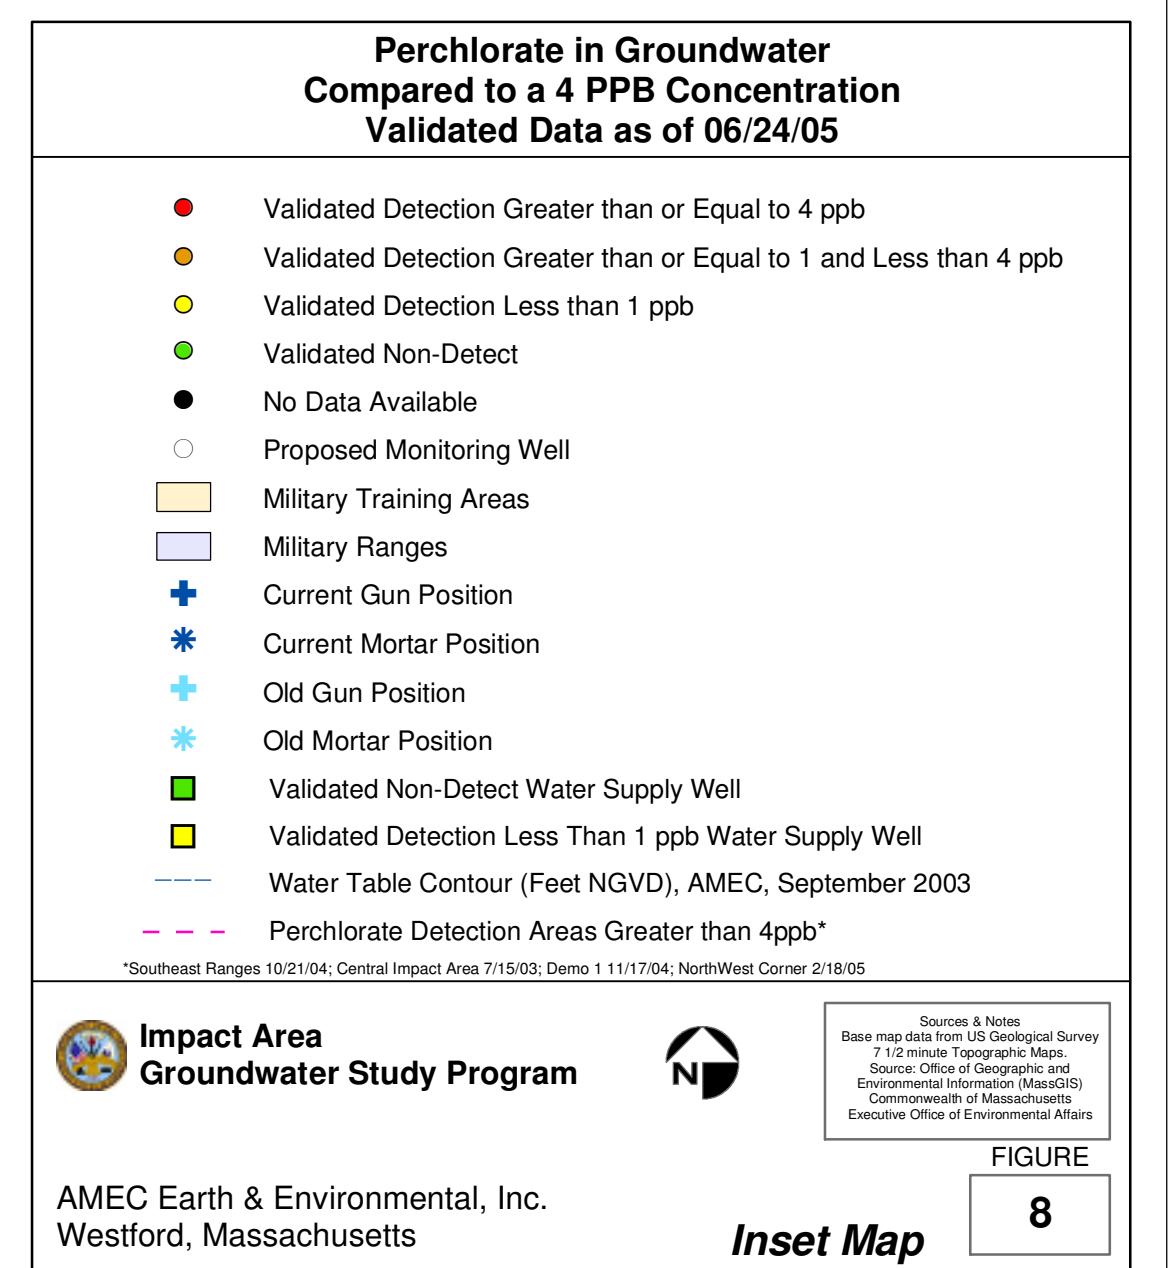 Perchlorate in Groundwater
Compared to a 4 PPB Concentration
Validated Data as of 06/24/05
Validated Detection Greater than or Equal to 4 ppb
Validated Detection Greater than or Equal to 1 and Less than 4 ppb
Validated Detection Less than 1 ppb
Validated Non-Detect
No Data Available
Proposed Monitoring Well
Military Training Areas
Military Ranges
Current Gun Position
Current Mortar Position
Old Gun Position
Old Mortar Position
Validated Non-Detect Water Supply Well
Validated Detection Less Than 1 ppb Water Supply Well
Water Table Contour (Feet NGVD), AMEC, September 2003
Perchlorate Detection Areas Greater than 4ppb*
*Southeast Ranges 10/21/04; Central Impact Area 7/15/03; Demo 1 11/17/04; NorthWest Corner 2/18/05
Impact Area
Groundwater Study Program
N
Sources & Notes
Base map data from US Geological Survey
7 1/2 minute Topographic Maps.
Source: Office of Geographic and
Environmental Information (MassGIS)
Commonwealth of Massachusetts
Executive Office of Environmental Affairs
AMEC Earth & Environmental, Inc.
Westford, Massachusetts
Inset Map
FIGURE
8